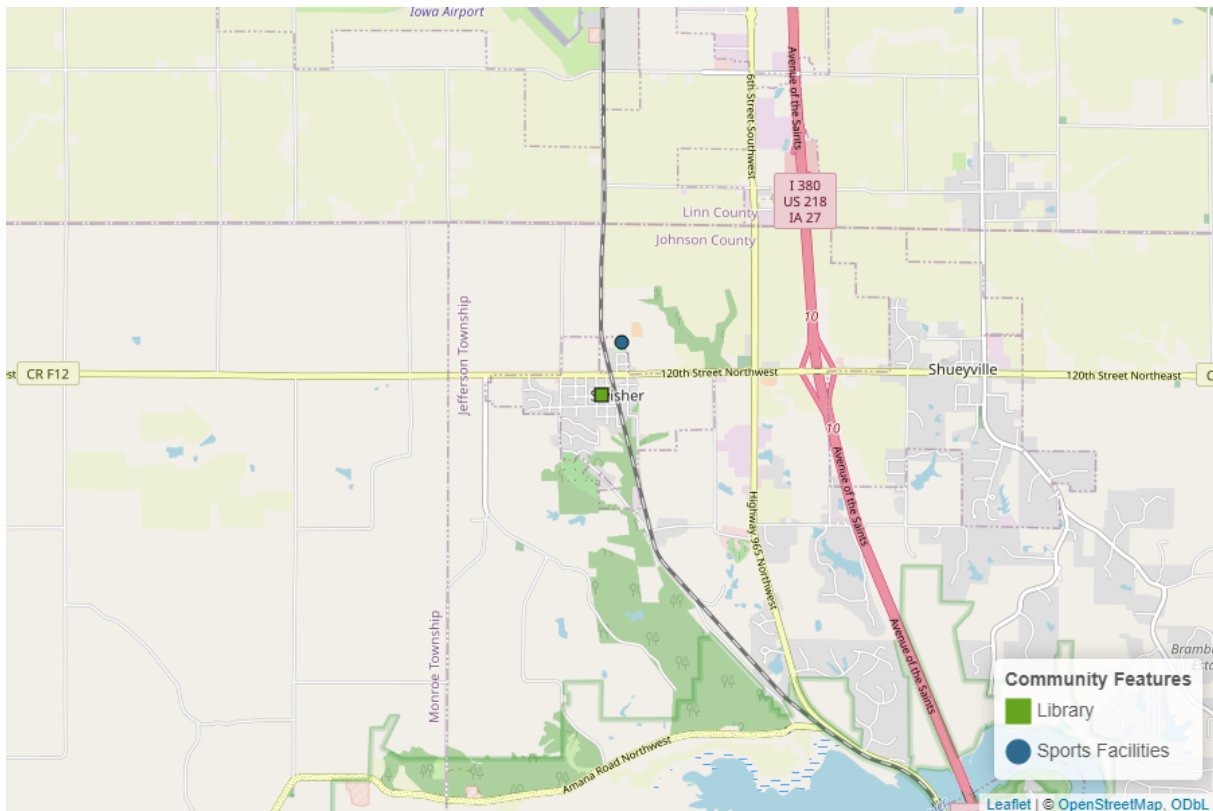 Iowa Airport
Avenue of the Saints
6th Street Southwest
I 380
US 218
IA 27
Linn County
Johnson County
Jefferson Township
10
CR F12
120th Street Northwest
Shueyville
120th Street Northeast
10
Avenue of the Saints
Highway 965 Northwest
Monroe Township
Avenue of the Saints
Amana Road Northwest
Community Features
Library
Sports Facilities
Leaflet | © OpenStreetMap, ODbL